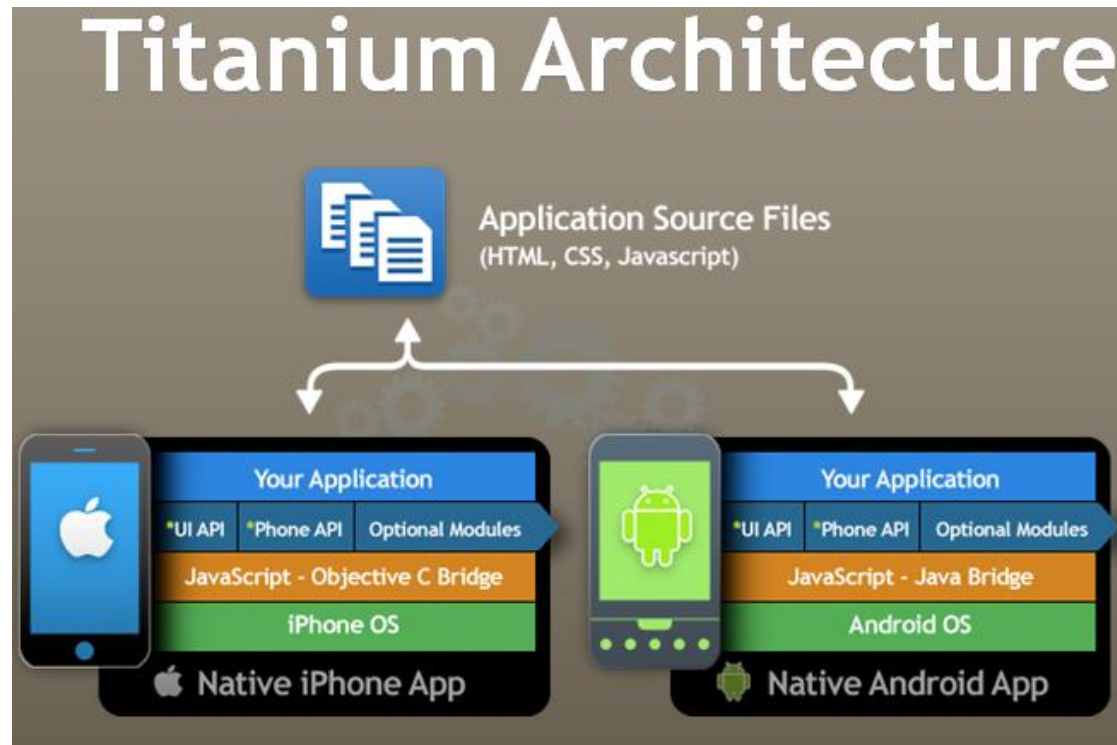 Titanium Architecture
Application Source Files
(HTML, CSS, Javascript)
Your Application
*UI API
*Phone API
Optional Modules
JavaScript - Objective C Bridge
iPhone OS
Native iPhone App
Your Application
*UI API
*Phone API
Optional Modules
JavaScript - Java Bridge
Android OS
Native Android App